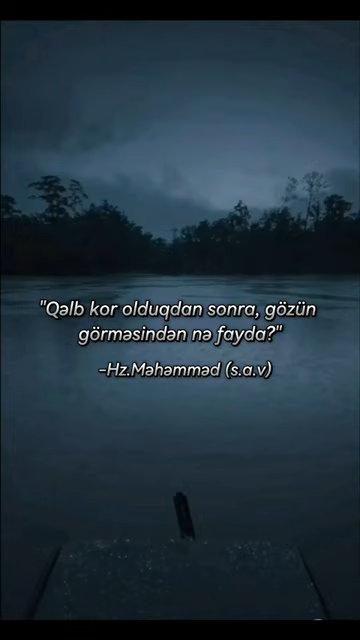 "Qəlb kor olduqdan sonra, gözün
görməsindən nə fayda?"
-Hz.Məhəmməd (s.a.v)